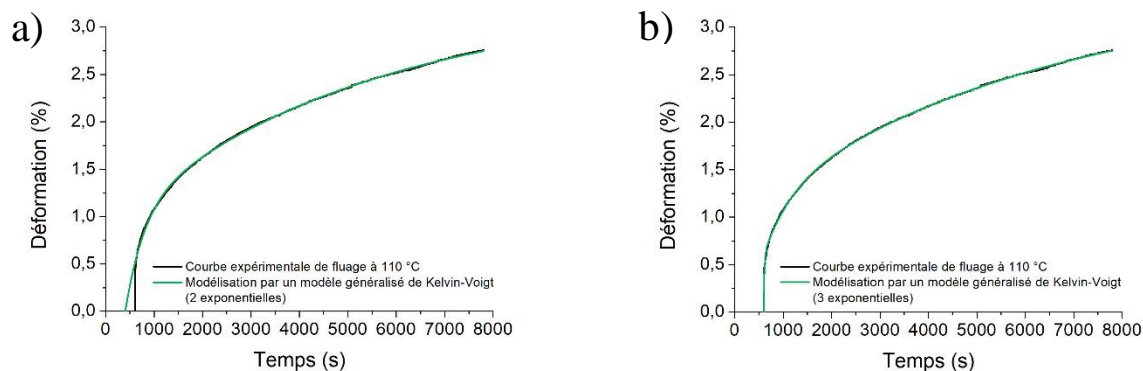 a)
3,0
2,5
2,0
1,5
1,0
0,5
0,0
Déformation (%)
Courbe expérimentale de fluage à 110 °C
Modélisation par un modèle généralisé de Kelvin-Voigt
(2 exponentielles)
0 1000 2000 3000 4000 5000 6000 7000 8000
Temps (s)
b)
3,0
2,5
2,0
1,5
1,0
0,5
0,0
Déformation (%)
Courbe expérimentale de fluage à 110 °C
Modélisation par un modèle généralisé de Kelvin-Voigt
(3 exponentielles)
0 1000 2000 3000 4000 5000 6000 7000 8000
Temps (s)